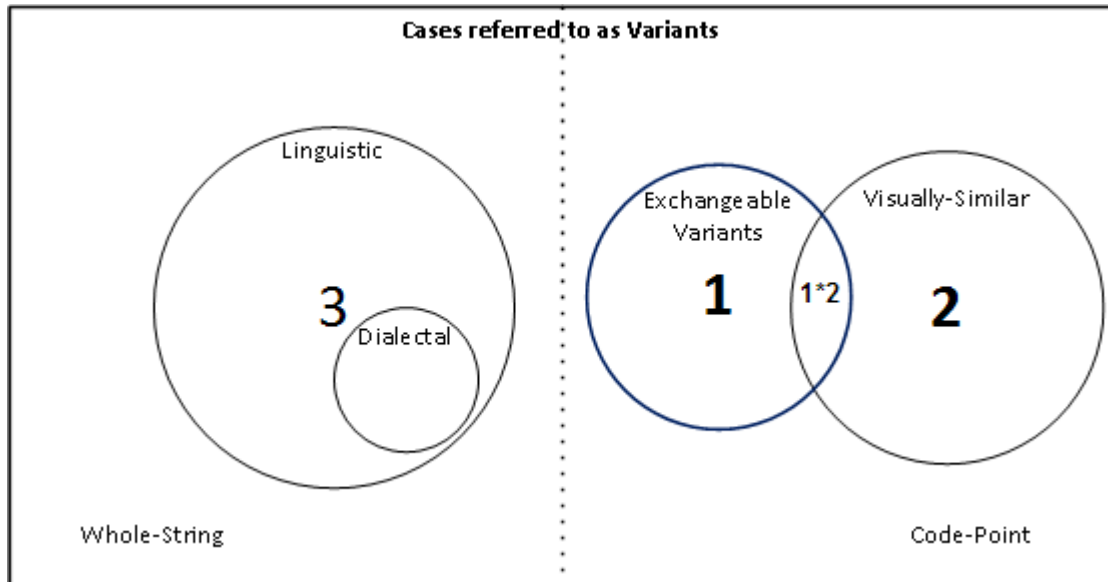 Cases referred to as Variants
Linguistic
3
Dialectal
Exchangeable
Variants
1
1*2
Visually-Similar
2
Whole-String
Code-Point